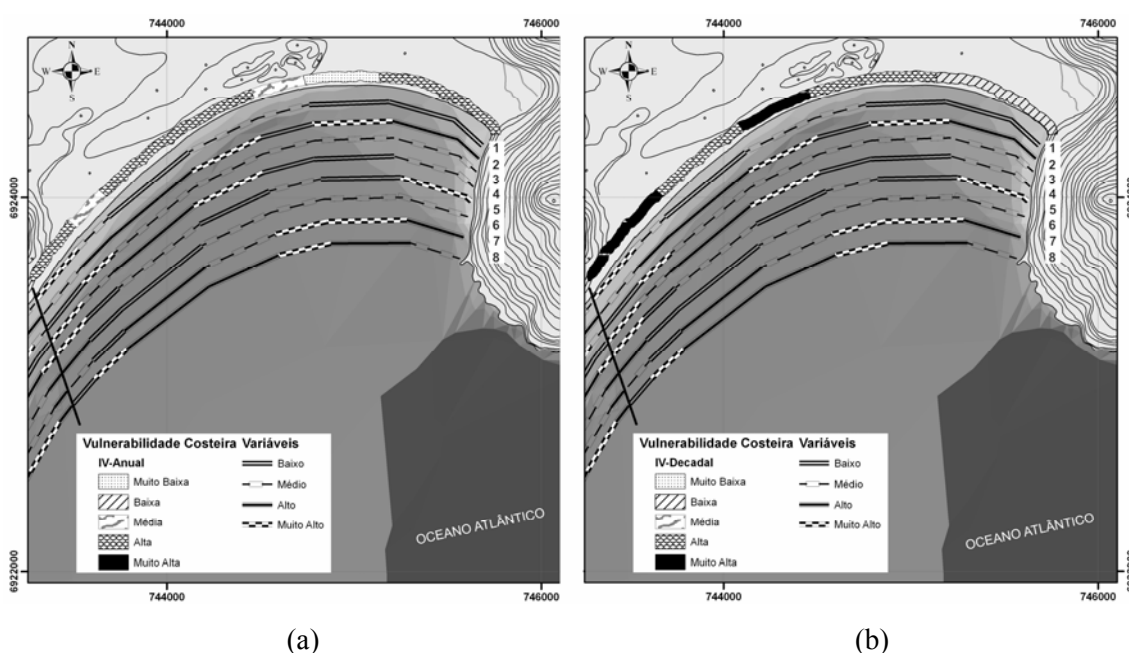 744000
746000
N
W E
S
1
2
3
4
5
6
7
8
6924000
6922000
Vulnerabilidade Costeira
IV-Anual
Muito Baixa
Baixa
Média
Alta
Muito Alta
Variáveis
Baixo
Médio
Alto
Muito Alto
OCEANO ATLÂNTICO
744000
746000
(a)
744000
746000
N
W E
S
1
2
3
4
5
6
7
8
Vulnerabilidade Costeira
IV-Decadal
Muito Baixa
Baixa
Média
Alta
Muito Alta
Variáveis
Baixo
Médio
Alto
Muito Alto
OCEANO ATLÂNTICO
744000
746000
(b)